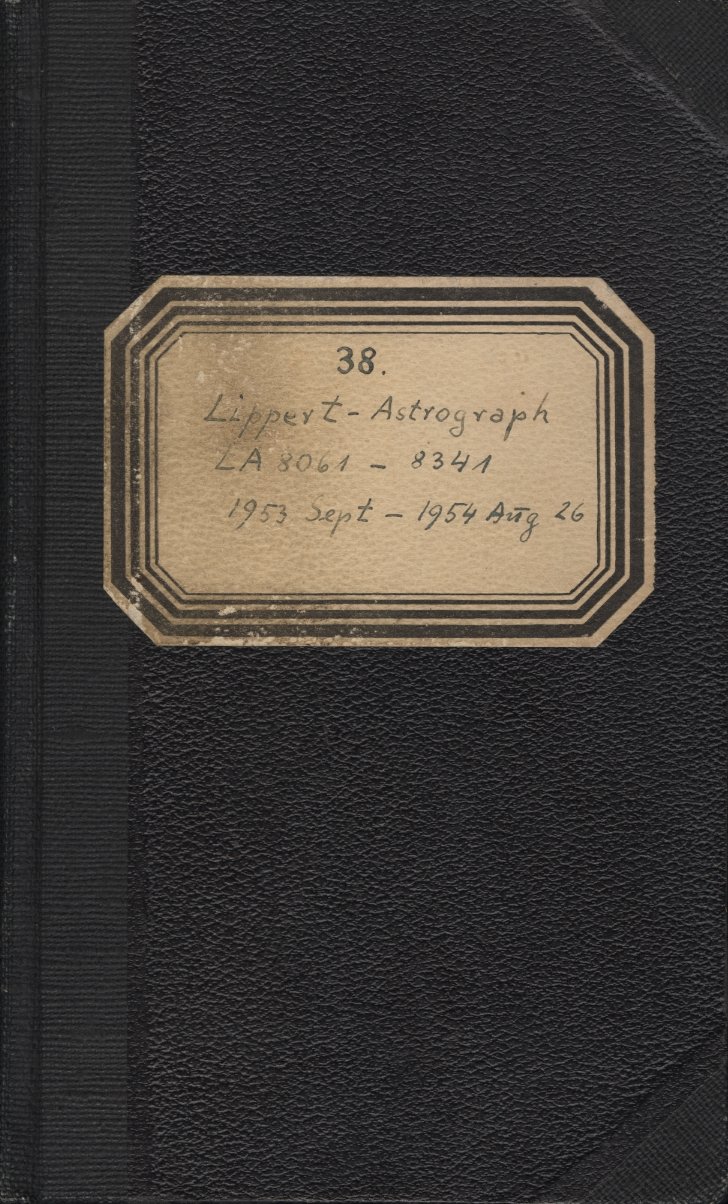 38.
Lippert-Astrograph
LA 8061 - 8341
1953 Sept - 1954 Aug 26